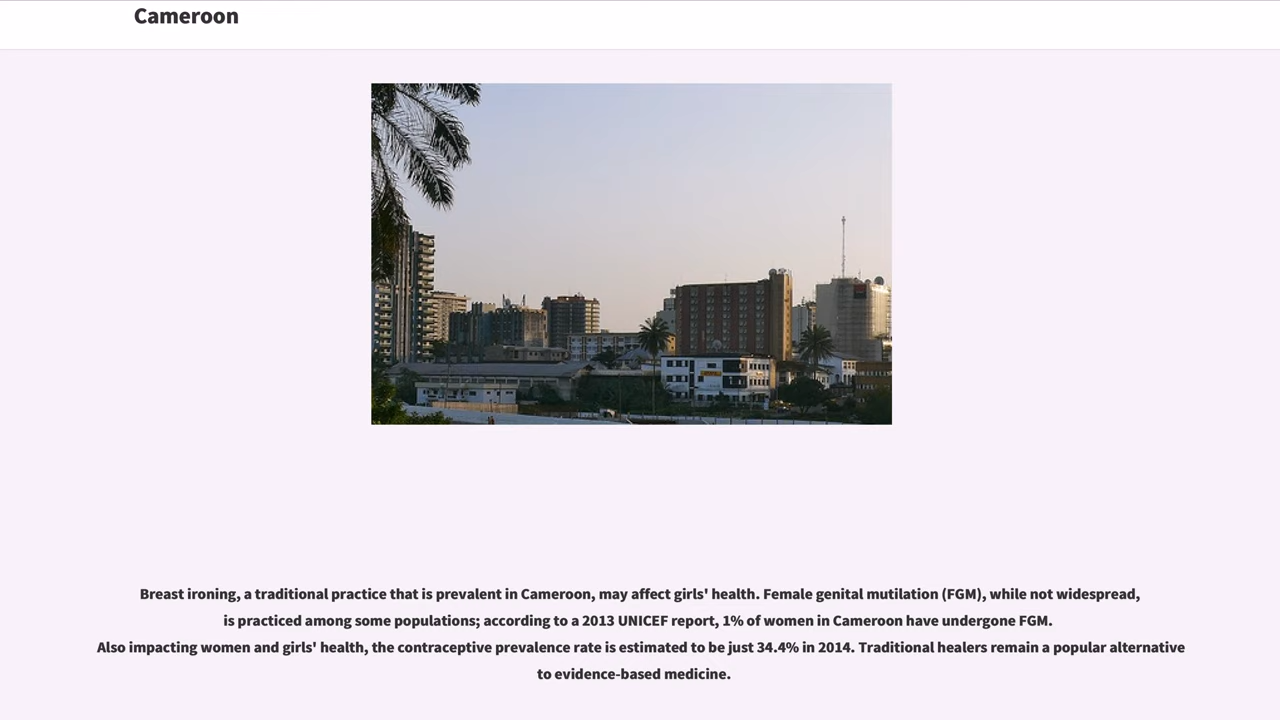 Cameroon
Breast ironing, a traditional practice that is prevalent in Cameroon, may affect girls' health. Female genital mutilation (FGM), while not widespread,
is practiced among some populations; according to a 2013 UNICEF report, 1% of women in Cameroon have undergone FGM.
Also impacting women and girls' health, the contraceptive prevalence rate is estimated to be just 34.4% in 2014. Traditional healers remain a popular alternative
to evidence-based medicine.